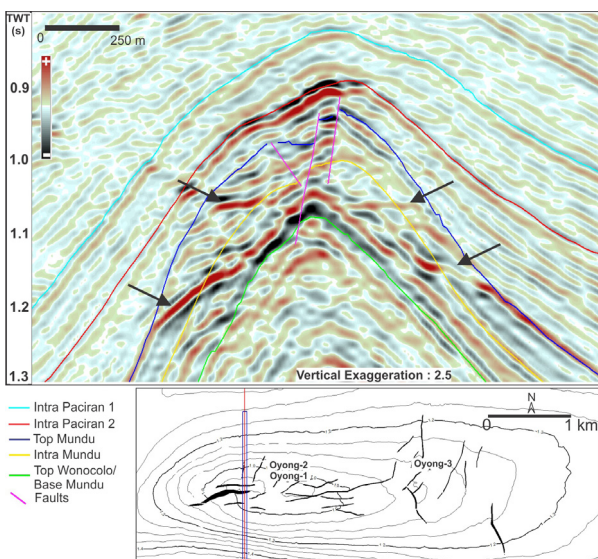 TWT
(s)
0
250 m
+
0.9
1.0
1.1
1.2
1.3
Vertical Exaggeration : 2.5
Intra Paciran 1
Intra Paciran 2
Top Mundu
Intra Mundu
Top Wonocolo/
Base Mundu
Faults
N
0
1 km
Oyong-2
Oyong-1
Oyong-3